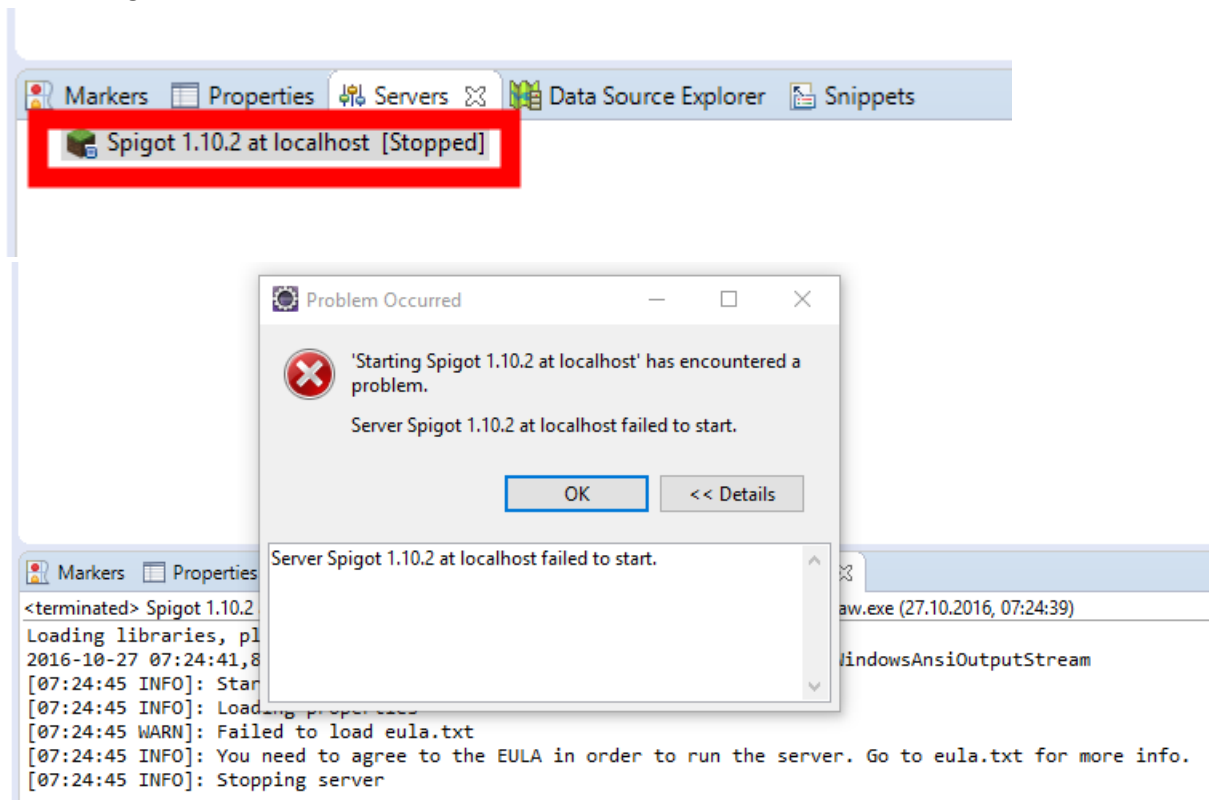 Markers Properties Servers Data Source Explorer Snippets
Spigot 1.10.2 at localhost [Stopped]
Problem Occurred
'Starting Spigot 1.10.2 at localhost' has encountered a
problem.
Server Spigot 1.10.2 at localhost failed to start.
OK << Details
Server Spigot 1.10.2 at localhost failed to start.
Markers Properties
<terminated> Spigot 1.10.2 aw.exe (27.10.2016, 07:24:39)
Loading libraries, pl
2016-10-27 07:24:41,8 WindowsAnsiOutputStream
[07:24:45 INFO]: Star
[07:24:45 INFO]: Loading properties
[07:24:45 WARN]: Failed to load eula.txt
[07:24:45 INFO]: You need to agree to the EULA in order to run the server. Go to eula.txt for more info.
[07:24:45 INFO]: Stopping server